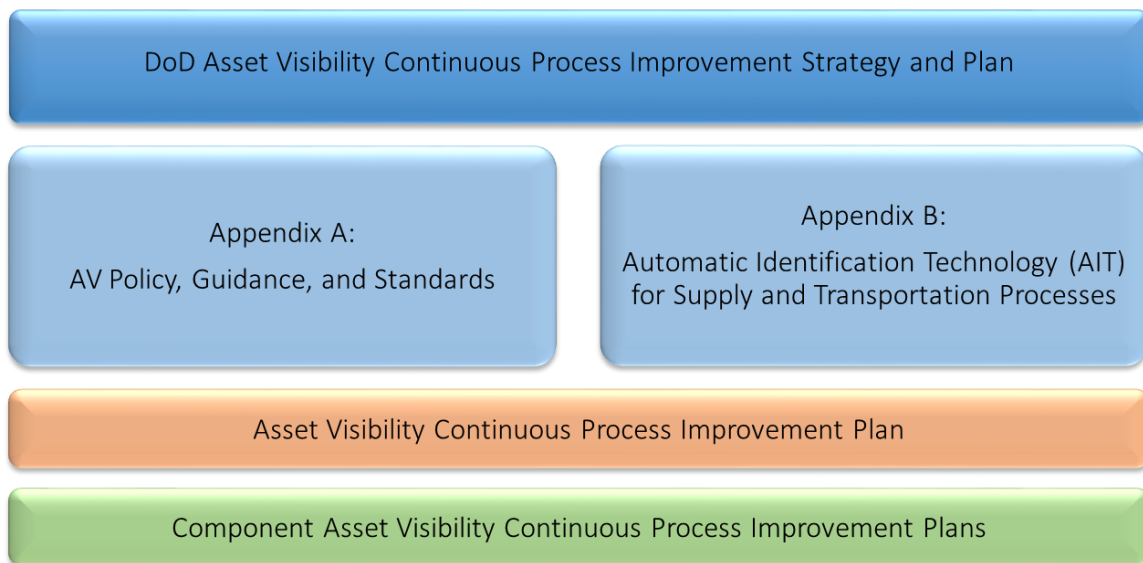 DoD Asset Visibility Continuous Process Improvement Strategy and Plan
Appendix A:
AV Policy, Guidance, and Standards
Appendix B:
Automatic Identification Technology (AIT)
for Supply and Transportation Processes
Asset Visibility Continuous Process Improvement Plan
Component Asset Visibility Continuous Process Improvement Plans